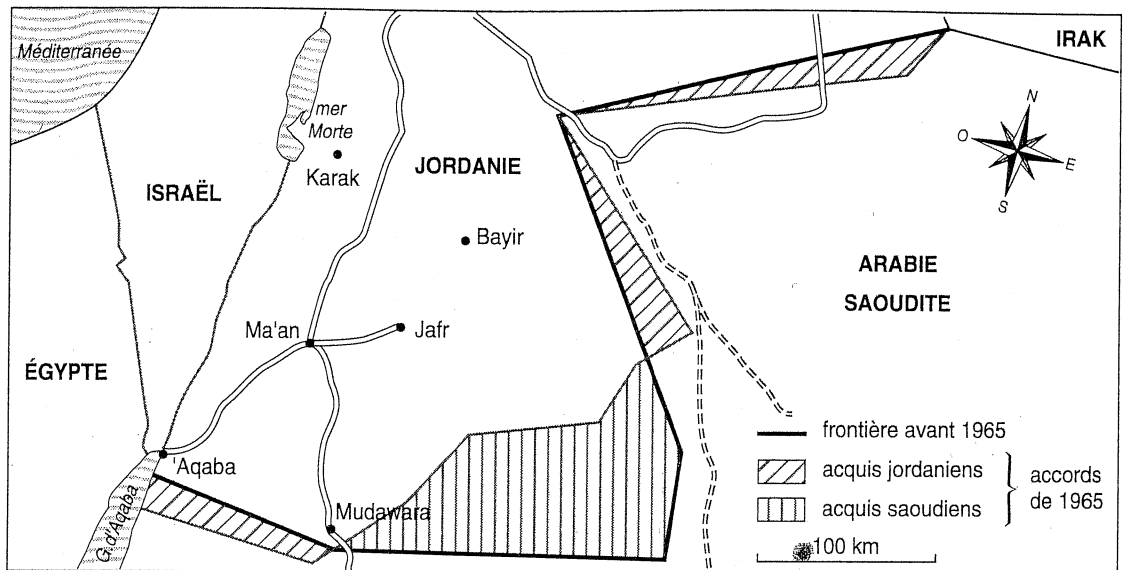 Méditerranée
IRAK
mer
Morte
Karak
JORDANIE
ISRAËL
N
O
E
S
Bayir
ARABIE
SAOUDITE
Ma'an
Jafr
ÉGYPTE
'Aqaba
G. d'Aqaba
Mudawara
frontière avant 1965
acquis jordaniens
acquis saoudiens
accords
de 1965
100 km